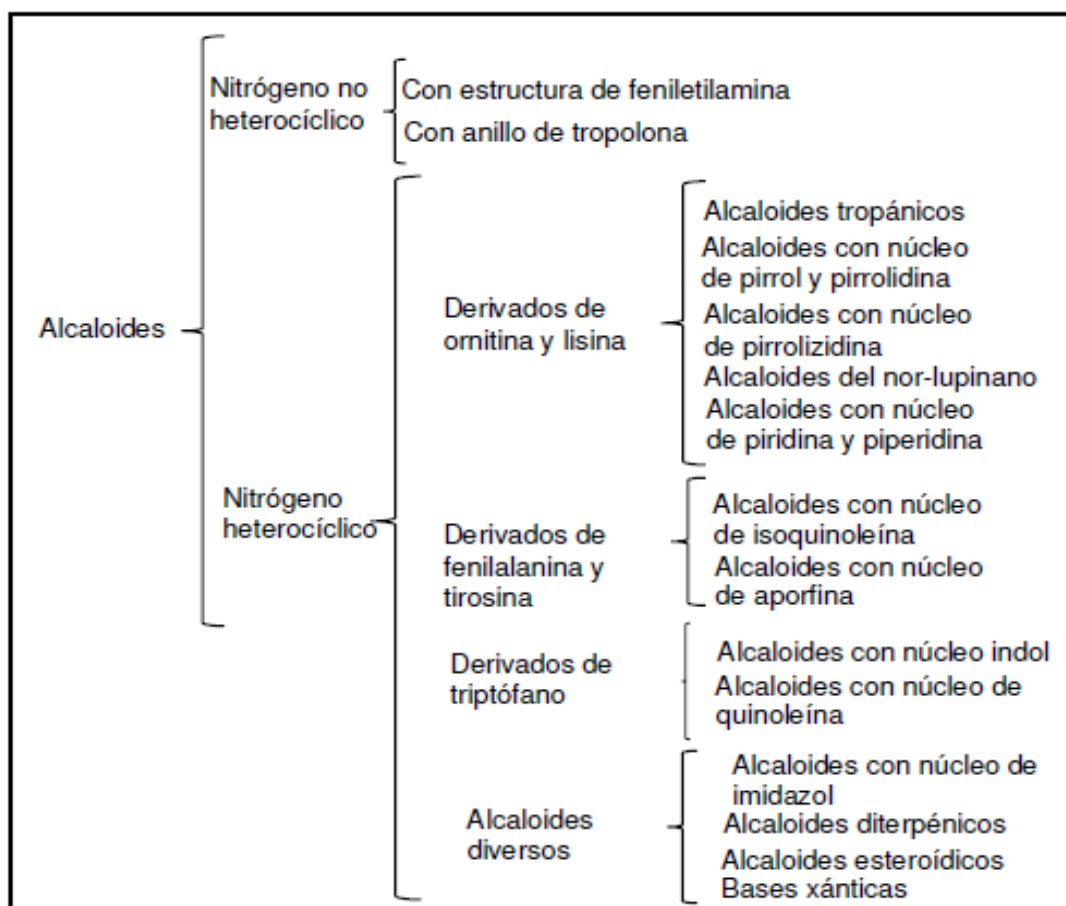 Alcaloides
Nitrógeno no
heterocíclico
Con estructura de feniletilamina
Con anillo de tropolona
Nitrógeno
heterocíclico
Derivados de
ornitina y lisina
Alcaloides tropánicos
Alcaloides con núcleo
de pirrol y pirrolidina
Alcaloides con núcleo
de pirrolizidina
Alcaloides del nor-lupinano
Alcaloides con núcleo
de piridina y piperidina
Derivados de
fenilalanina y
tirosina
Alcaloides con núcleo
de isoquinoleína
Alcaloides con núcleo
de aporfina
Derivados de
triptófano
Alcaloides con núcleo indol
Alcaloides con núcleo de
quinoleína
Alcaloides
diversos
Alcaloides con núcleo de
imidazol
Alcaloides diterpénicos
Alcaloides esteroídicos
Bases xánticas